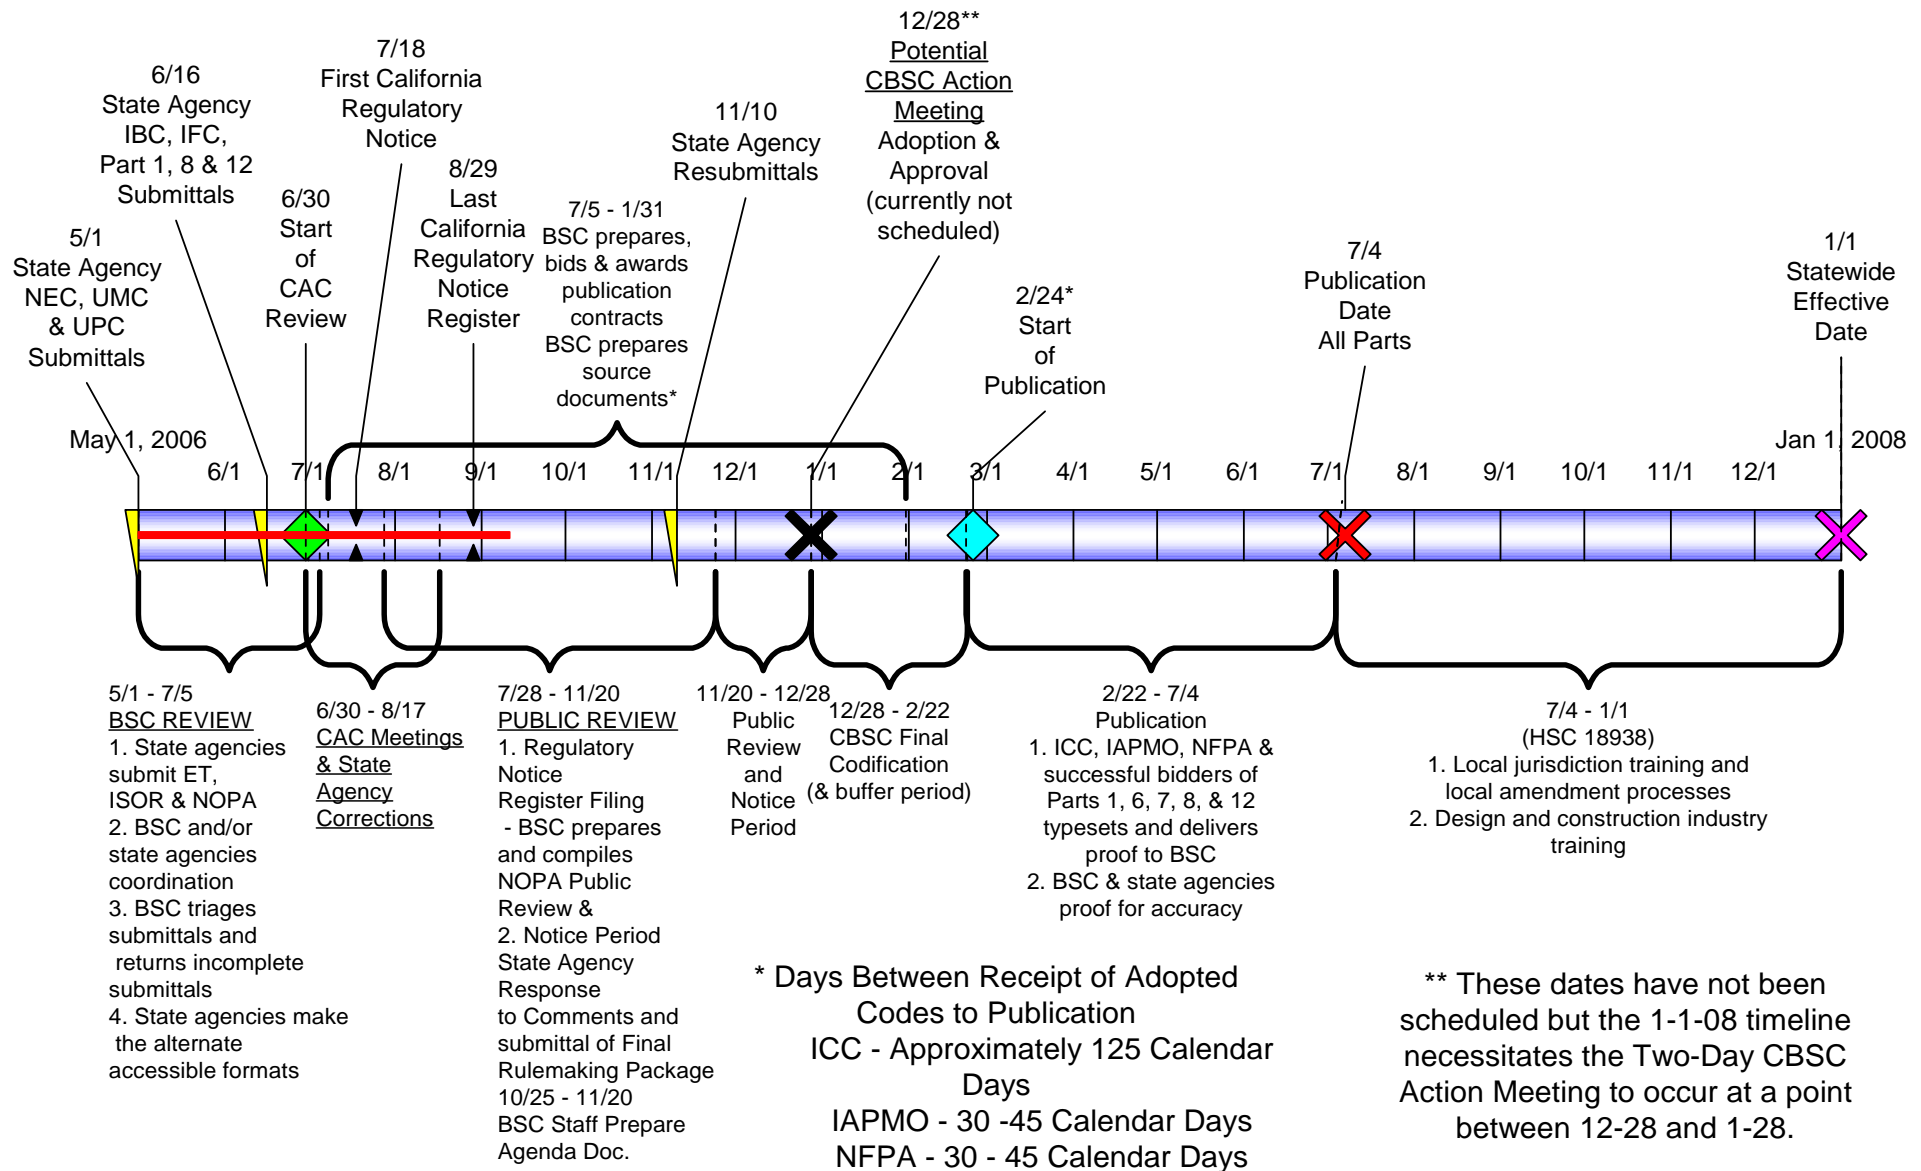 12/28**
Potential
CBSC Action
Meeting
Adoption &
Approval
(currently not
scheduled)
7/18
First California
Regulatory
Notice
6/16
State Agency
IBC, IFC,
Part 1, 8 & 12
Submittals
11/10
State Agency
Resubmittals
8/29
Last
California
Regulatory
Notice
Register
6/30
Start
of
CAC
Review
7/5 - 1/31
BSC prepares,
bids & awards
publication
contracts
BSC prepares
source
documents*
5/1
State Agency
NEC, UMC
& UPC
Submittals
2/24*
Start
of
Publication
7/4
Publication
Date
All Parts
1/1
Statewide
Effective
Date
May 1, 2006
Jan 1, 2008
6/1
7/1
8/1
9/1
10/1
11/1
12/1
1/1
2/1
3/1
4/1
5/1
6/1
7/1
8/1
9/1
10/1
11/1
12/1
5/1 - 7/5
BSC REVIEW
1. State agencies
submit ET,
ISOR & NOPA
2. BSC and/or
state agencies
coordination
3. BSC triages
submittals and
returns incomplete
submittals
4. State agencies make
the alternate
accessible formats
6/30 - 8/17
CAC Meetings
& State
Agency
Corrections
7/28 - 11/20
PUBLIC REVIEW
1. Regulatory
Notice
Register Filing
- BSC prepares
and compiles
NOPA Public
Review &
2. Notice Period
State Agency
Response
to Comments and
submittal of Final
Rulemaking Package
10/25 - 11/20
BSC Staff Prepare
Agenda Doc.
11/20 - 12/28
Public
Review
and
Notice
Period
12/28 - 2/22
CBSC Final
Codification
(& buffer period)
2/22 - 7/4
Publication
1. ICC, IAPMO, NFPA &
successful bidders of
Parts 1, 6, 7, 8, & 12
typesets and delivers
proof to BSC
2. BSC & state agencies
proof for accuracy
7/4 - 1/1
(HSC 18938)
1. Local jurisdiction training and
local amendment processes
2. Design and construction industry
training
* Days Between Receipt of Adopted
Codes to Publication
ICC - Approximately 125 Calendar
Days
IAPMO - 30 -45 Calendar Days
NFPA - 30 - 45 Calendar Days
** These dates have not been
scheduled but the 1-1-08 timeline
necessitates the Two-Day CBSC
Action Meeting to occur at a point
between 12-28 and 1-28.